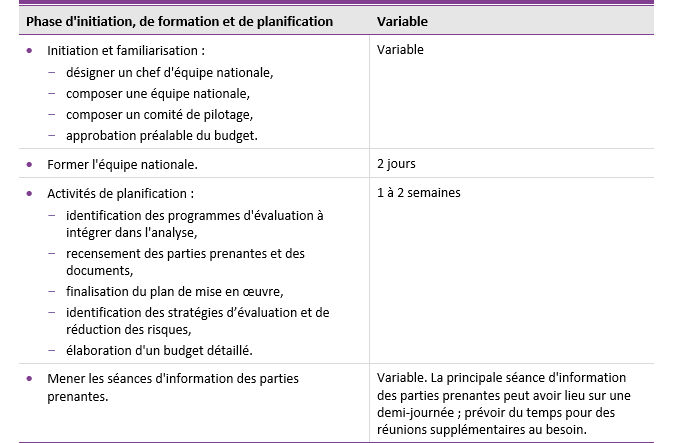 Phase d'initiation, de formation et de planification Variable
• Initiation et familiarisation : Variable
– désigner un chef d'équipe nationale,
– composer une équipe nationale,
– composer un comité de pilotage,
– approbation préalable du budget.
• Former l'équipe nationale. 2 jours
• Activités de planification : 1 à 2 semaines
– identification des programmes d'évaluation à
intégrer dans l'analyse,
– recensement des parties prenantes et des
documents,
– finalisation du plan de mise en œuvre,
– identification des stratégies d’évaluation et de
réduction des risques,
– élaboration d'un budget détaillé.
• Mener les séances d'information des parties
prenantes.
Variable. La principale séance d'information
des parties prenantes peut avoir lieu sur une
demi-journée ; prévoir du temps pour des
réunions supplémentaires au besoin.